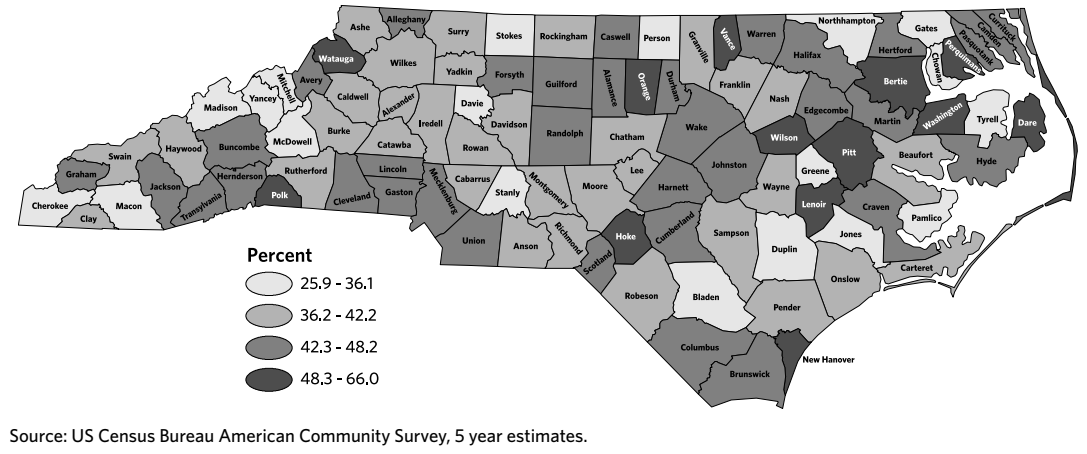 Ashe
Alleghany
Surry
Stokes
Rockingham
Caswell
Person
Granville
Vance
Warren
Northhampton
Gates
Currituck
Camden
Pasquotank
Perquimans
Chowan
Hertford
Halifax
Bertie
Watauga
Wilkes
Yadkin
Forsyth
Guilford
Alamance
Orange
Durham
Franklin
Nash
Edgecombe
Martin
Washington
Tyrell
Dare
Avery
Mitchell
Yancey
Madison
Caldwell
Alexander
Davie
Davidson
Iredell
Randolph
Chatham
Wake
Wilson
Pitt
Beaufort
Hyde
McDowell
Burke
Catawba
Rowan
Johnston
Greene
Wayne
Lenoir
Craven
Pamlico
Swain
Haywood
Buncombe
Rutherford
Lincoln
Cabarrus
Stanly
Montgomery
Moore
Lee
Harnett
Graham
Jackson
Hernderson
Polk
Cleveland
Gaston
Mecklenburg
Cherokee
Clay
Macon
Transylvania
Union
Anson
Richmond
Scotland
Hoke
Cumberland
Sampson
Duplin
Jones
Carteret
Onslow
Robeson
Bladen
Pender
Columbus
Brunswick
New Hanover
Percent
25.9 - 36.1
36.2 - 42.2
42.3 - 48.2
48.3 - 66.0
Source: US Census Bureau American Community Survey, 5 year estimates.